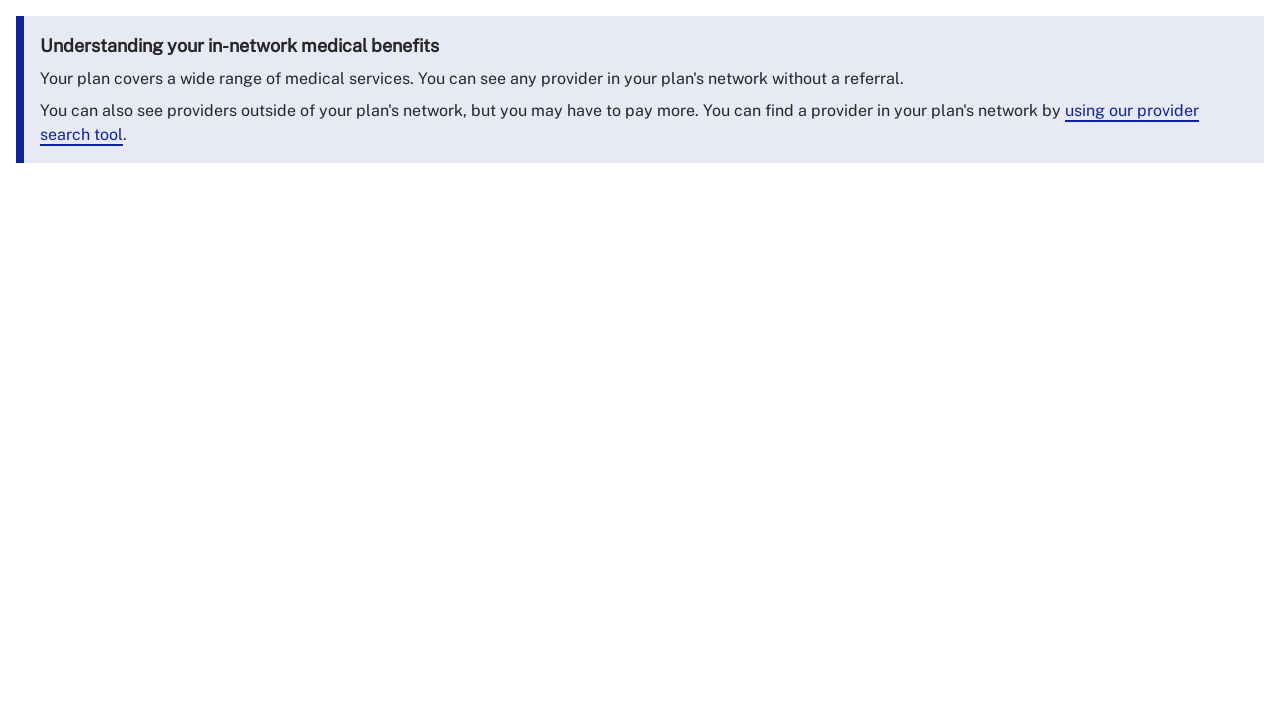 Understanding your in-network medical benefits
Your plan covers a wide range of medical services. You can see any provider in your plan's network without a referral.
You can also see providers outside of your plan's network, but you may have to pay more. You can find a provider in your plan's network by using our provider
search tool.